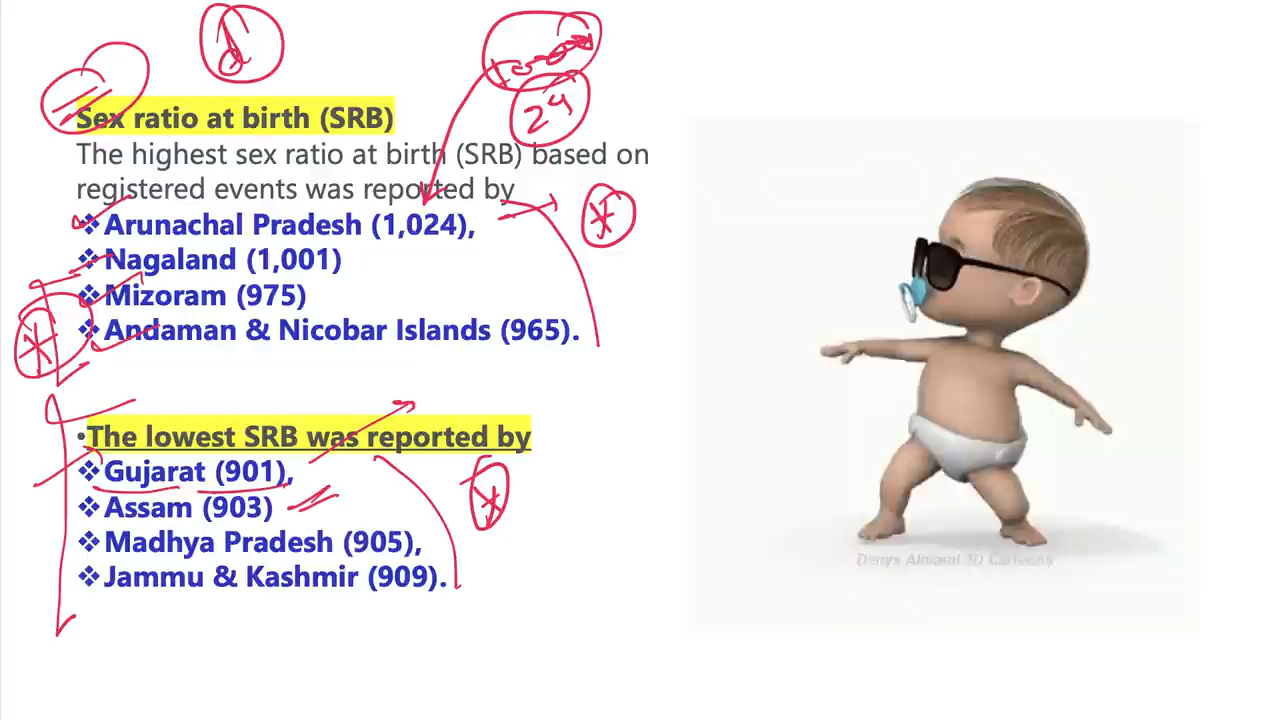 Sex ratio at birth (SRB)
The highest sex ratio at birth (SRB) based on
registered events was reported by
❖Arunachal Pradesh (1,024),
❖Nagaland (1,001)
❖Mizoram (975)
❖Andaman & Nicobar Islands (965).
•The lowest SRB was reported by
❖Gujarat (901),
❖Assam (903)
❖Madhya Pradesh (905),
❖Jammu & Kashmir (909).
24